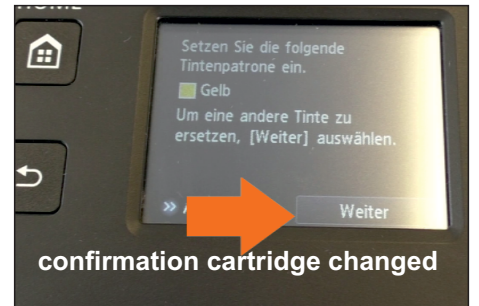 HOME
Setzen Sie die folgende
Tintenpatrone ein.
Gelb
Um eine andere Tinte zu
ersetzen, [Weiter] auswählen.
Weiter
confirmation cartridge changed